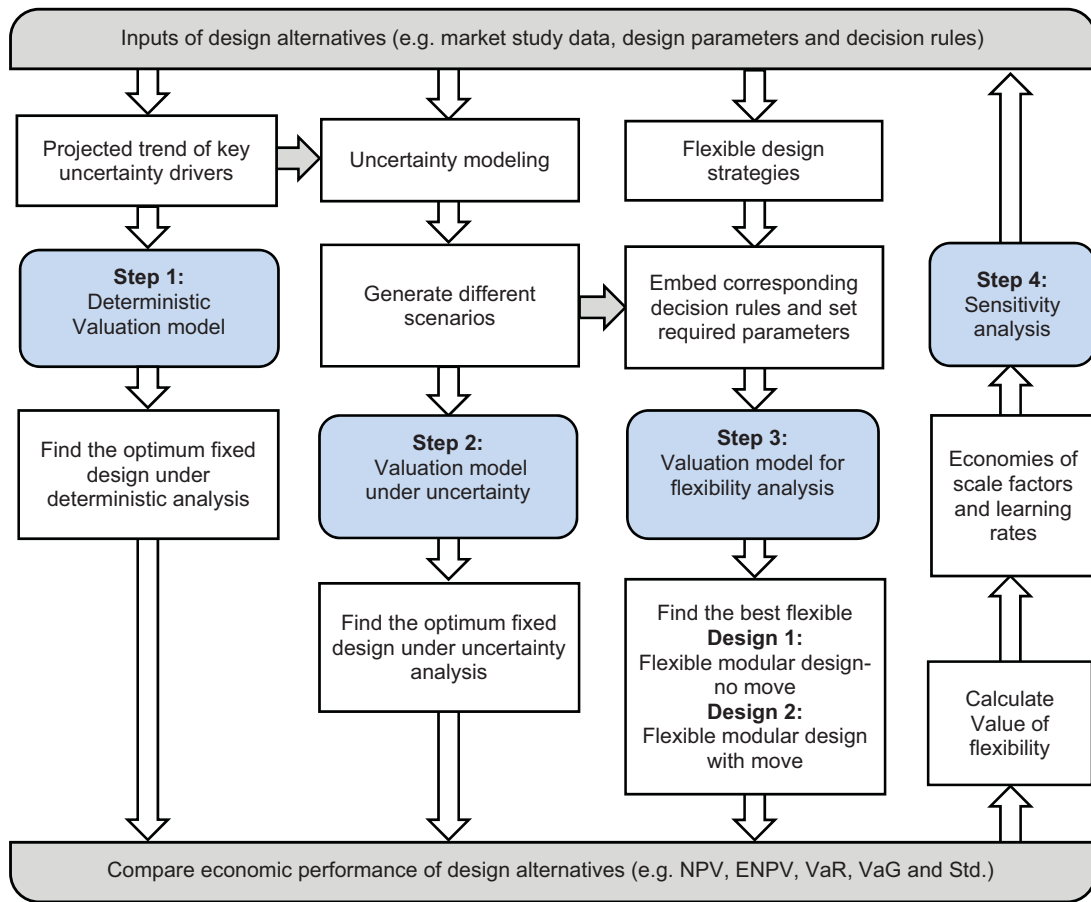 Inputs of design alternatives (e.g. market study data, design parameters and decision rules)
Projected trend of key
uncertainty drivers
Uncertainty modeling
Flexible design
strategies
Step 1:
Deterministic
Valuation model
Generate different
scenarios
Embed corresponding
decision rules and set
required parameters
Step 4:
Sensitivity
analysis
Find the optimum fixed
design under
deterministic analysis
Step 2:
Valuation model
under uncertainty
Step 3:
Valuation model for
flexibility analysis
Economies of
scale factors
and learning
rates
Find the optimum fixed
design under uncertainty
analysis
Find the best flexible
Design 1:
Flexible modular design-
no move
Design 2:
Flexible modular design
with move
Calculate
Value of
flexibility
Compare economic performance of design alternatives (e.g. NPV, ENPV, VaR, VaG and Std.)